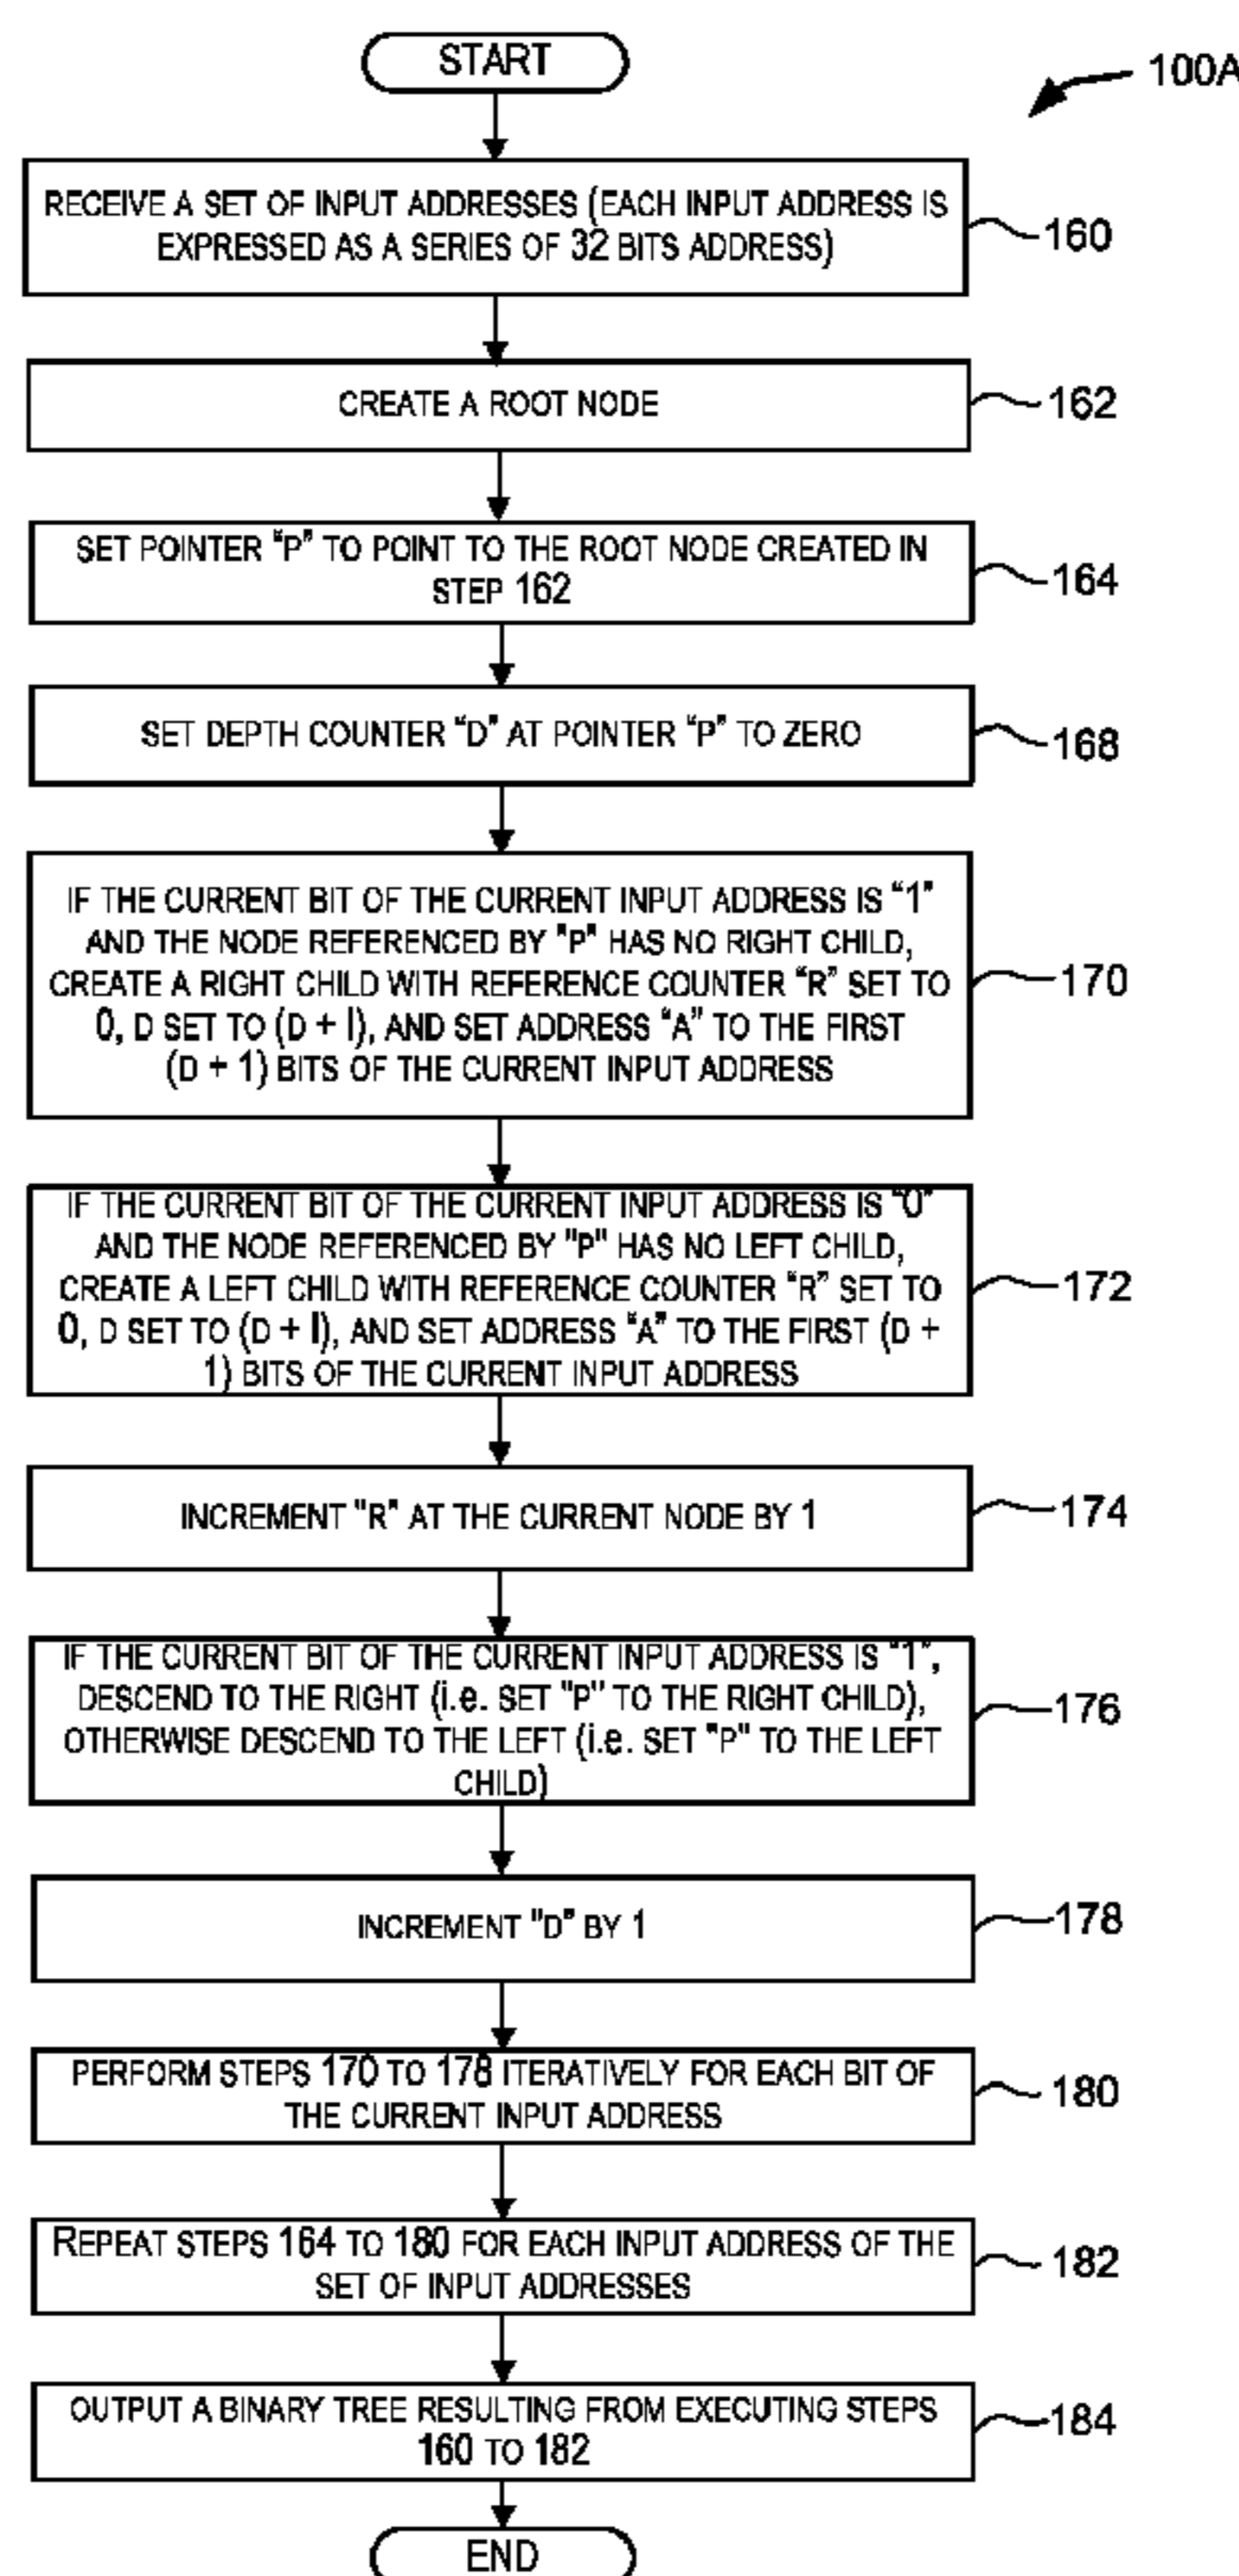 START
100A
RECEIVE A SET OF INPUT ADDRESSES (EACH INPUT ADDRESS IS
EXPRESSED AS A SERIES OF 32 BITS ADDRESS)
160
CREATE A ROOT NODE
162
SET POINTER "P" TO POINT TO THE ROOT NODE CREATED IN
STEP 162
164
SET DEPTH COUNTER "D" AT POINTER "P" TO ZERO
168
IF THE CURRENT BIT OF THE CURRENT INPUT ADDRESS IS "1"
AND THE NODE REFERENCED BY "P" HAS NO RIGHT CHILD,
CREATE A RIGHT CHILD WITH REFERENCE COUNTER "R" SET TO
0, D SET TO (D + I), AND SET ADDRESS "A" TO THE FIRST
(D + 1) BITS OF THE CURRENT INPUT ADDRESS
170
IF THE CURRENT BIT OF THE CURRENT INPUT ADDRESS IS "0"
AND THE NODE REFERENCED BY "P" HAS NO LEFT CHILD,
CREATE A LEFT CHILD WITH REFERENCE COUNTER "R" SET TO
0, D SET TO (D + I), AND SET ADDRESS "A" TO THE FIRST (D +
1) BITS OF THE CURRENT INPUT ADDRESS
172
INCREMENT "R" AT THE CURRENT NODE BY 1
174
IF THE CURRENT BIT OF THE CURRENT INPUT ADDRESS IS "1",
DESCEND TO THE RIGHT (i.e. SET "P" TO THE RIGHT CHILD),
OTHERWISE DESCEND TO THE LEFT (i.e. SET "P" TO THE LEFT
CHILD)
176
INCREMENT "D" BY 1
178
PERFORM STEPS 170 TO 178 ITERATIVELY FOR EACH BIT OF
THE CURRENT INPUT ADDRESS
180
REPEAT STEPS 164 TO 180 FOR EACH INPUT ADDRESS OF THE
SET OF INPUT ADDRESSES
182
OUTPUT A BINARY TREE RESULTING FROM EXECUTING STEPS
160 TO 182
184
END